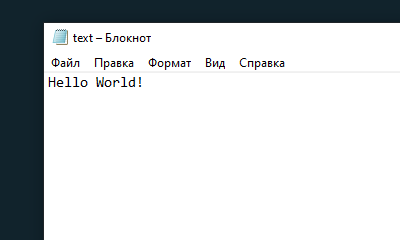 text – Блокнот
Файл Правка Формат Вид Справка
Hello World!